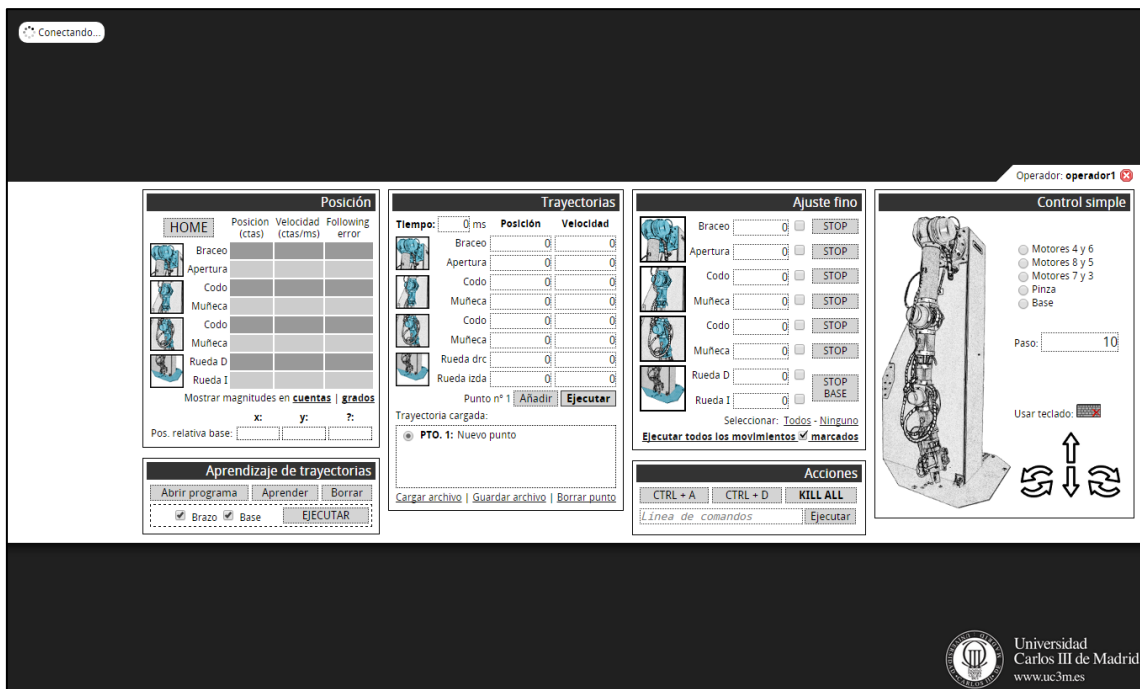 Conectando...
Operador: operador1
Posición
HOME
Posición (ctas)
Velocidad (ctas/ms)
Following error
Braceo
Apertura
Codo
Muñeca
Codo
Muñeca
Rueda D
Rueda I
Mostrar magnitudes en cuentas | grados
x: y: ?:
Pos. relativa base:
Aprendizaje de trayectorias
Abrir programa Aprender Borrar
Brazo Base EJECUTAR
Trayectorias
Tiempo: 0 ms Posición Velocidad
Braceo 0 0
Apertura 0 0
Codo 0 0
Muñeca 0 0
Codo 0 0
Muñeca 0 0
Rueda drc 0 0
Rueda izda 0 0
Punto nº 1 Añadir Ejecutar
Trayectoria cargada:
PTO. 1: Nuevo punto
Cargar archivo | Guardar archivo | Borrar punto
Ajuste fino
Braceo 0 STOP
Apertura 0 STOP
Codo 0 STOP
Muñeca 0 STOP
Codo 0 STOP
Muñeca 0 STOP
Rueda D 0
Rueda I 0
STOP BASE
Seleccionar: Todos - Ninguno
Ejecutar todos los movimientos marcados
Acciones
CTRL + A CTRL + D KILL ALL
Línea de comandos Ejecutar
Control simple
Motores 4 y 6
Motores 8 y 5
Motores 7 y 3
Pinza
Base
Paso: 10
Usar teclado:
Universidad
Carlos III de Madrid
www.uc3m.es